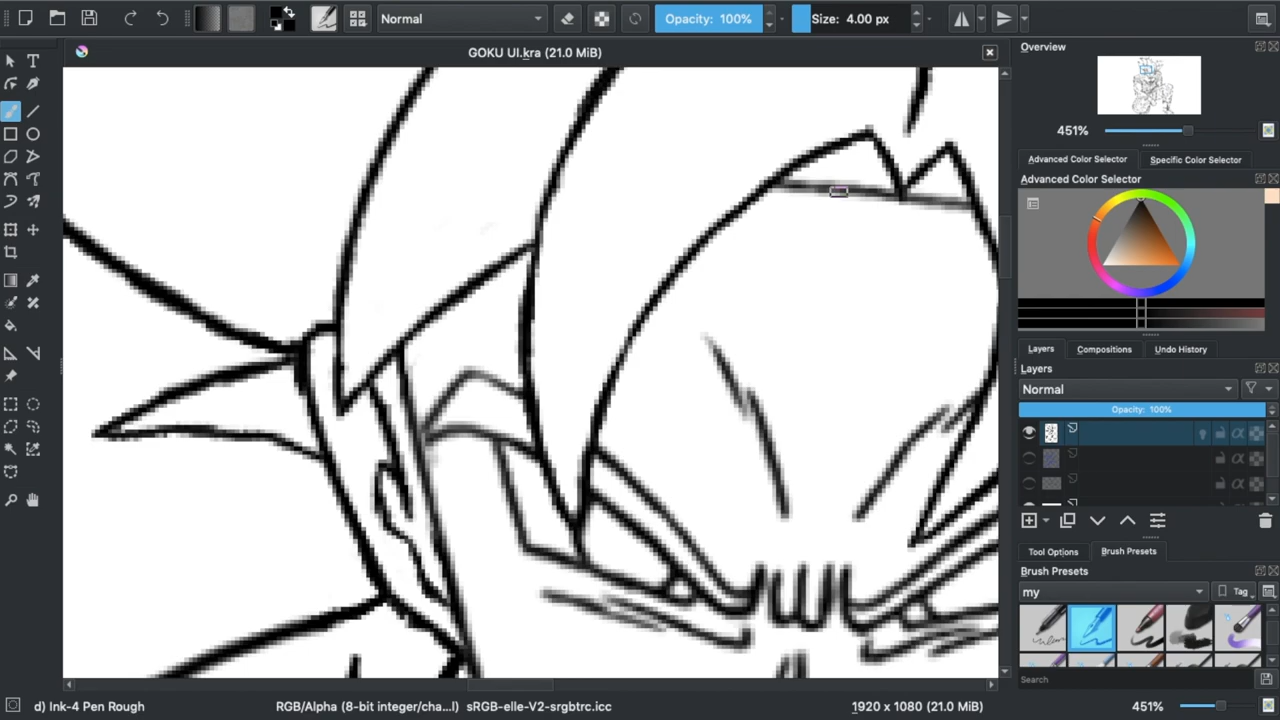 Normal
Opacity: 100%
Size: 4.00 px
GOKU UI.kra (21.0 MiB)
Overview
451%
Advanced Color Selector
Specific Color Selector
Advanced Color Selector
Layers
Compositions
Undo History
Layers
Normal
Opacity: 100%
Tool Options
Brush Presets
Brush Presets
my
Tag
Search
d) Ink-4 Pen Rough
RGB/Alpha (8-bit integer/cha...l) sRGB-elle-V2-srgbtrc.icc
1920 x 1080 (21.0 MiB)
451%